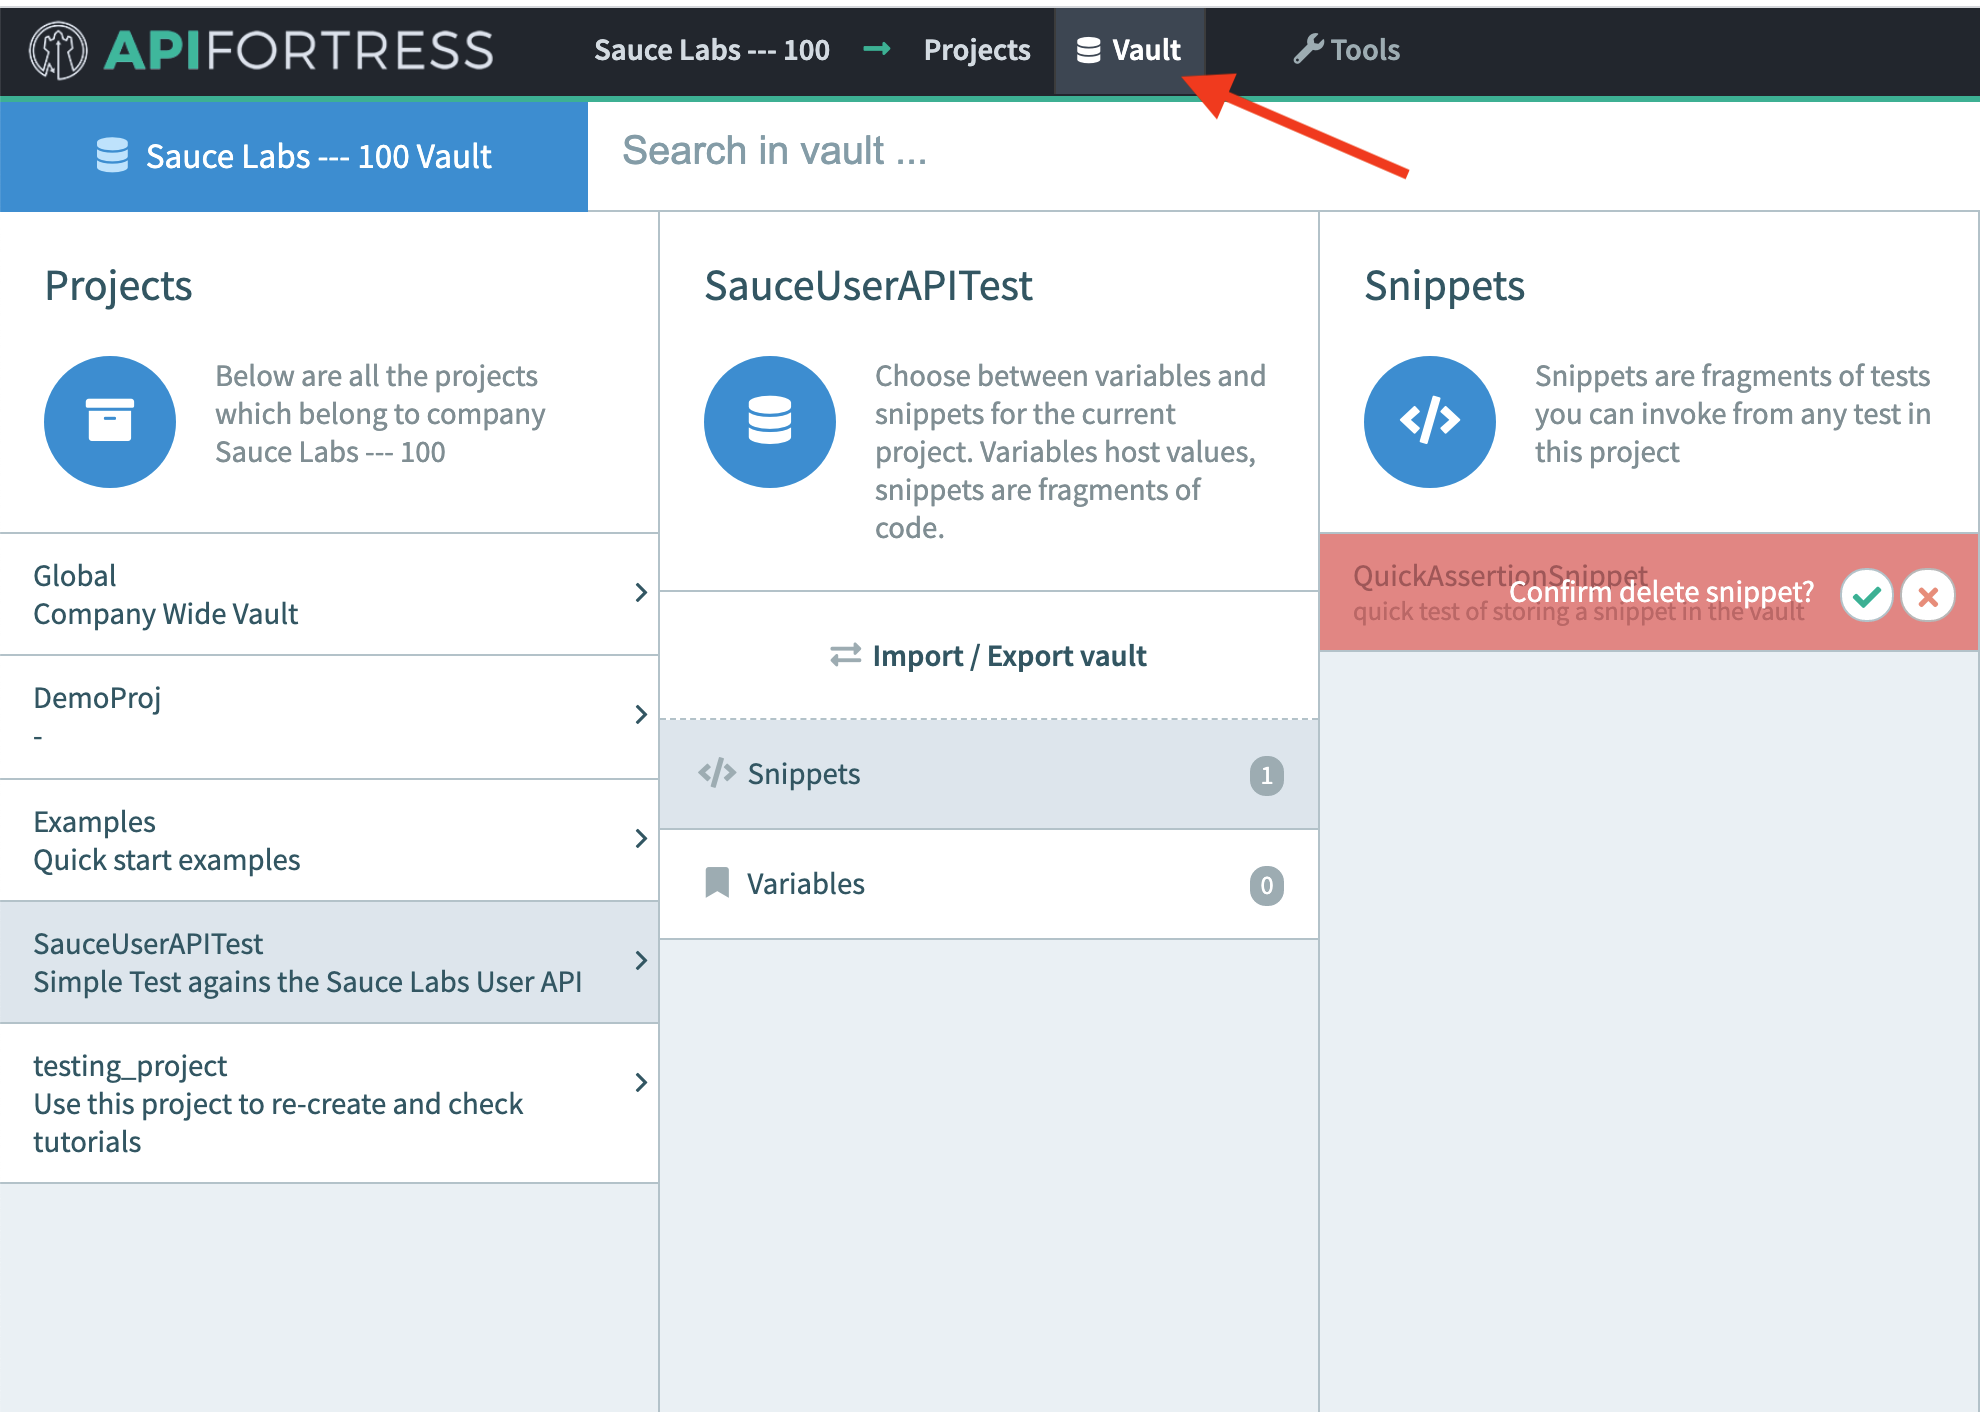 APIFORTRESS
Sauce Labs --- 100 → Projects Vault Tools
Sauce Labs --- 100 Vault
Search in vault ...
Projects
Below are all the projects
which belong to company
Sauce Labs --- 100
Global
Company Wide Vault
DemoProj
-
Examples
Quick start examples
SauceUserAPITest
Simple Test agains the Sauce Labs User API
testing_project
Use this project to re-create and check
tutorials
SauceUserAPITest
Choose between variables and
snippets for the current
project. Variables host values,
snippets are fragments of
code.
Import / Export vault
</> Snippets 1
Variables 0
Snippets
</>
Snippets are fragments of tests
you can invoke from any test in
this project
QuickAssertionSnippet
Confirm delete snippet?
quick test of storing a snippet in the vault